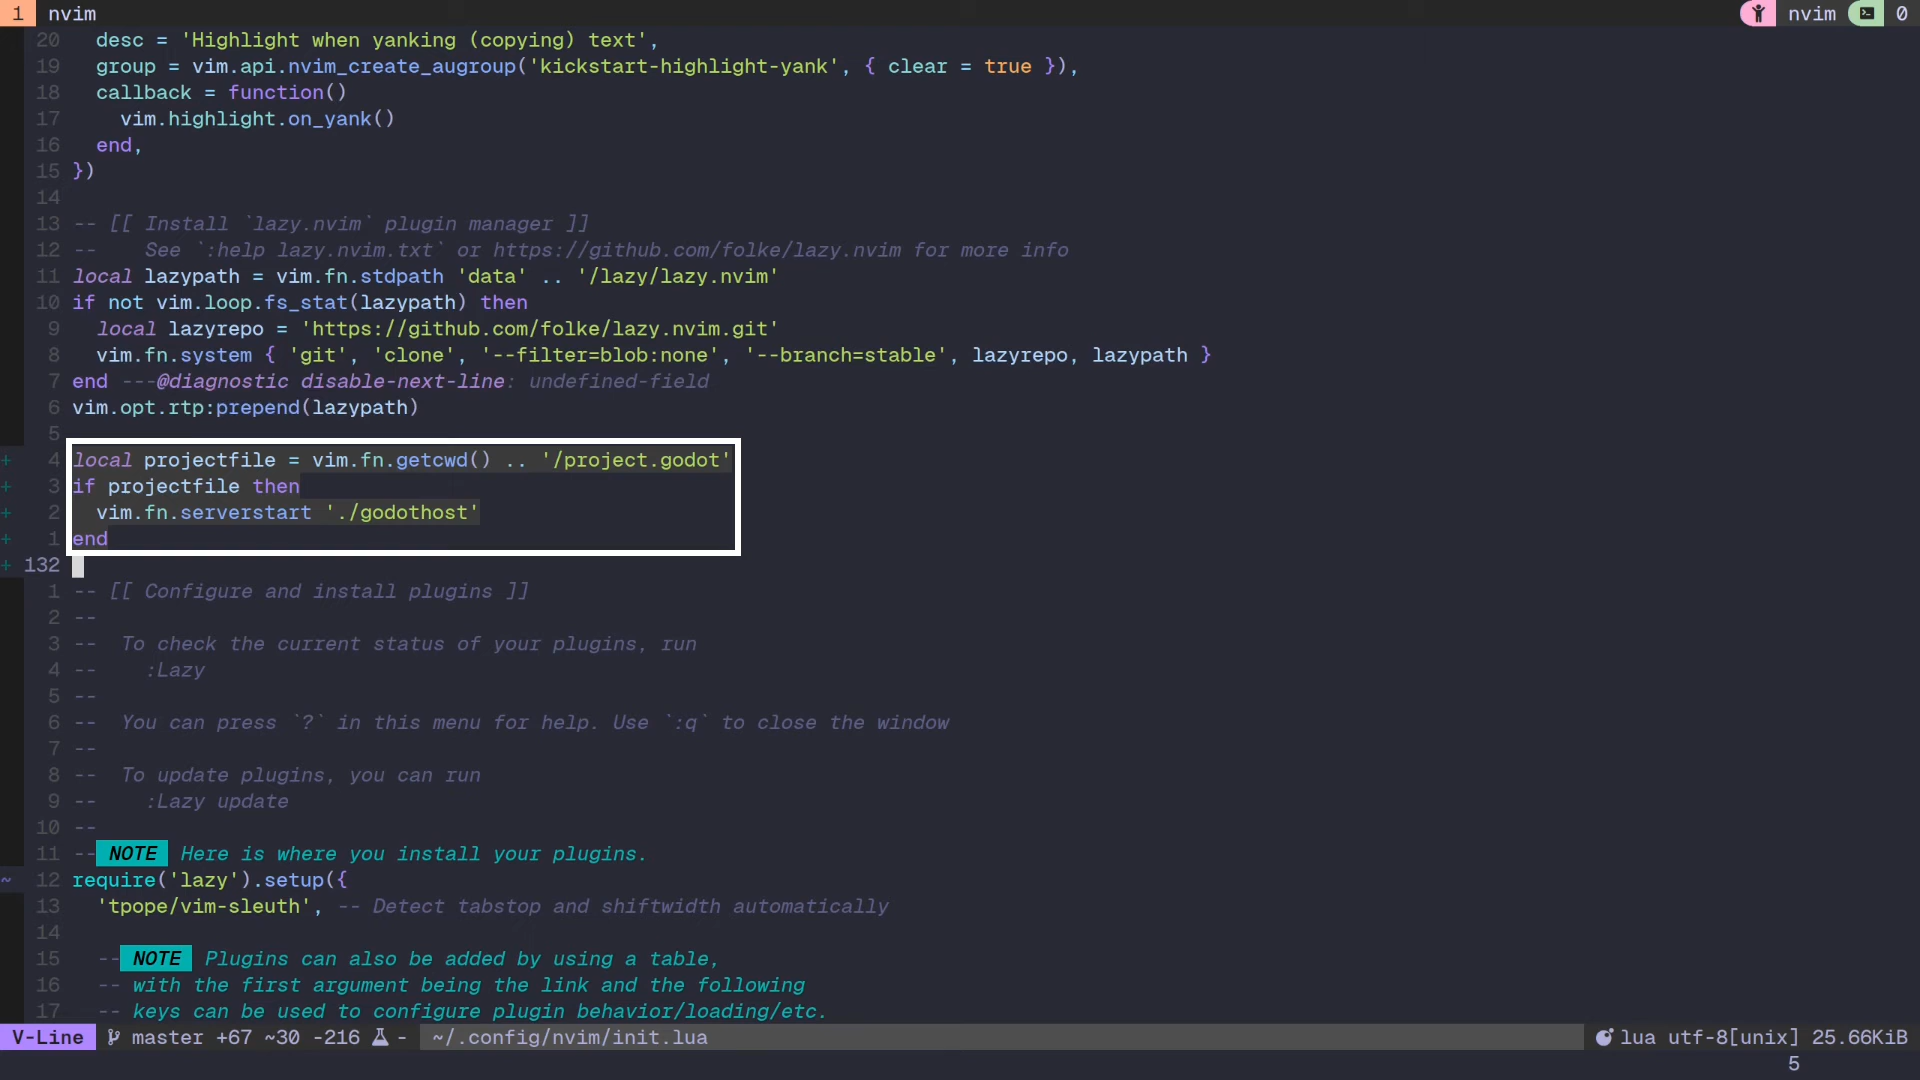 1 nvim nvim 0
20 desc = 'Highlight when yanking (copying) text',
19 group = vim.api.nvim_create_augroup('kickstart-highlight-yank', { clear = true }),
18 callback = function()
17 vim.highlight.on_yank()
16 end,
15 })
14
13 -- [[ Install `lazy.nvim` plugin manager ]]
12 -- See `:help lazy.nvim.txt` or https://github.com/folke/lazy.nvim for more info
11 local lazypath = vim.fn.stdpath 'data' .. '/lazy/lazy.nvim'
10 if not vim.loop.fs_stat(lazypath) then
9 local lazyrepo = 'https://github.com/folke/lazy.nvim.git'
8 vim.fn.system { 'git', 'clone', '--filter=blob:none', '--branch=stable', lazyrepo, lazypath }
7 end ---@diagnostic disable-next-line: undefined-field
6 vim.opt.rtp:prepend(lazypath)
5
+ 4 local projectfile = vim.fn.getcwd() .. '/project.godot'
+ 3 if projectfile then
+ 2 vim.fn.serverstart './godothost'
+ 1 end
+ 132
1 -- [[ Configure and install plugins ]]
2 --
3 -- To check the current status of your plugins, run
4 -- :Lazy
5 --
6 -- You can press `?` in this menu for help. Use `:q` to close the window
7 --
8 -- To update plugins, you can run
9 -- :Lazy update
10 --
11 -- NOTE Here is where you install your plugins.
~ 12 require('lazy').setup({
13 'tpope/vim-sleuth', -- Detect tabstop and shiftwidth automatically
14
15 -- NOTE Plugins can also be added by using a table,
16 -- with the first argument being the link and the following
17 -- keys can be used to configure plugin behavior/loading/etc.
V-Line master +67 ~30 -216 - ~/.config/nvim/init.lua lua utf-8[unix] 25.66KiB
5